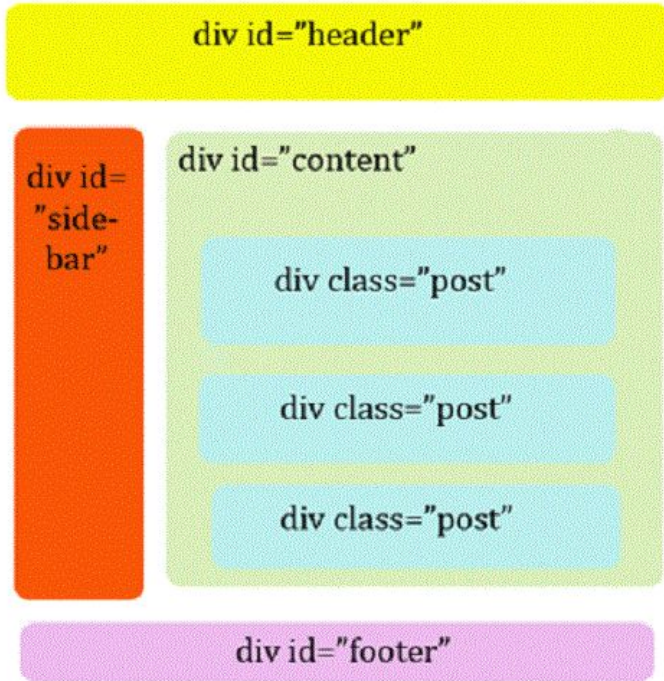 div id=”header”
div id=
”side-
bar”
div id=”content”
div class=”post”
div class=”post”
div class=”post”
div id=”footer”